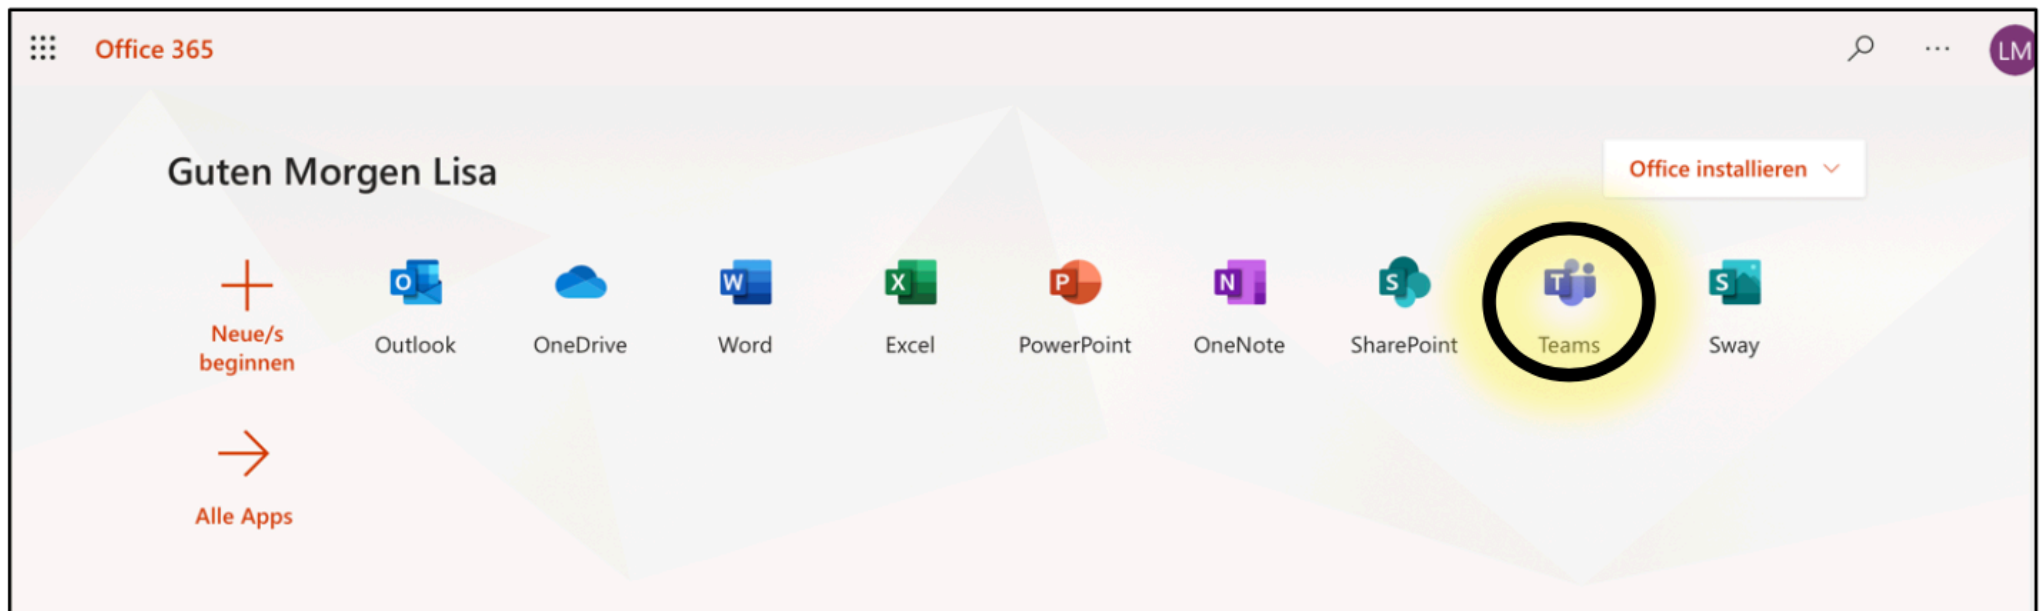 Office 365
LM
Guten Morgen Lisa
Office installieren
Neue/s
beginnen
Outlook
OneDrive
Word
Excel
PowerPoint
OneNote
SharePoint
Teams
Sway
Alle Apps